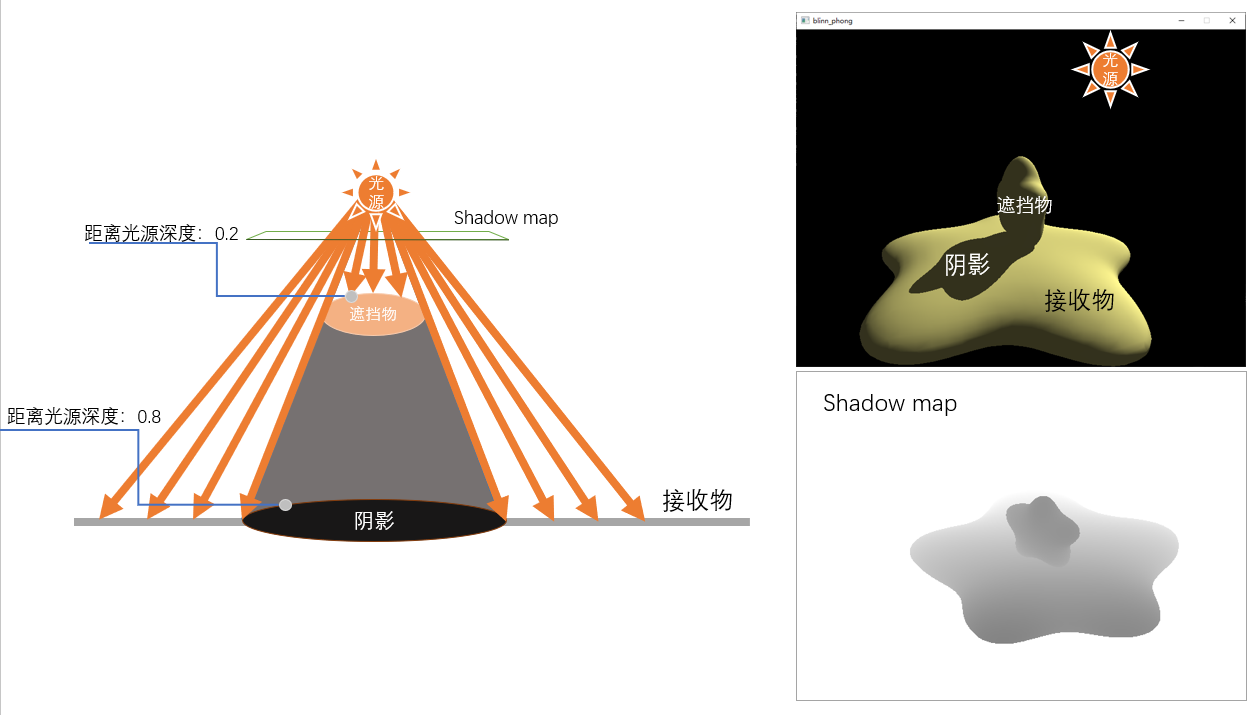 光
源
Shadow map
距离光源深度：0.2
遮挡物
距离光源深度：0.8
接收物
阴影
blinn_phong
光
源
遮挡物
阴影
接收物
Shadow map